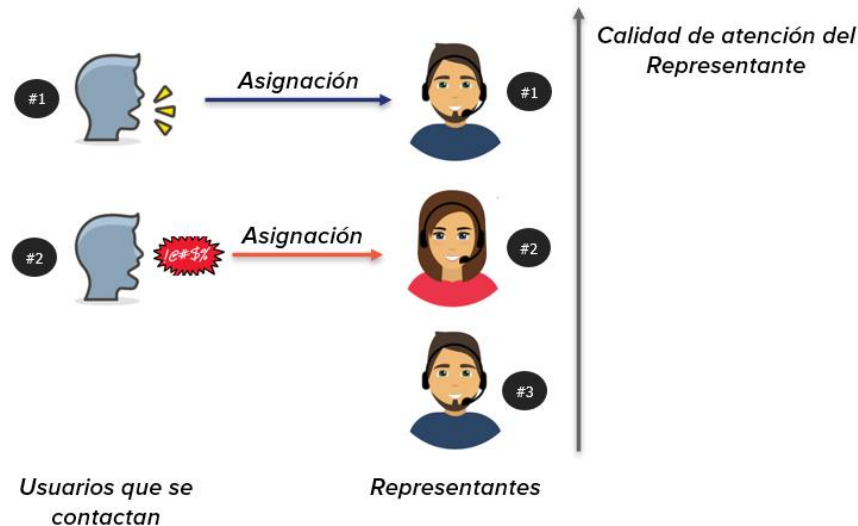 Calidad de atención del
Representante
#1
Asignación
#1
#2
!@#$%
Asignación
#2
#3
Usuarios que se
contactan
Representantes